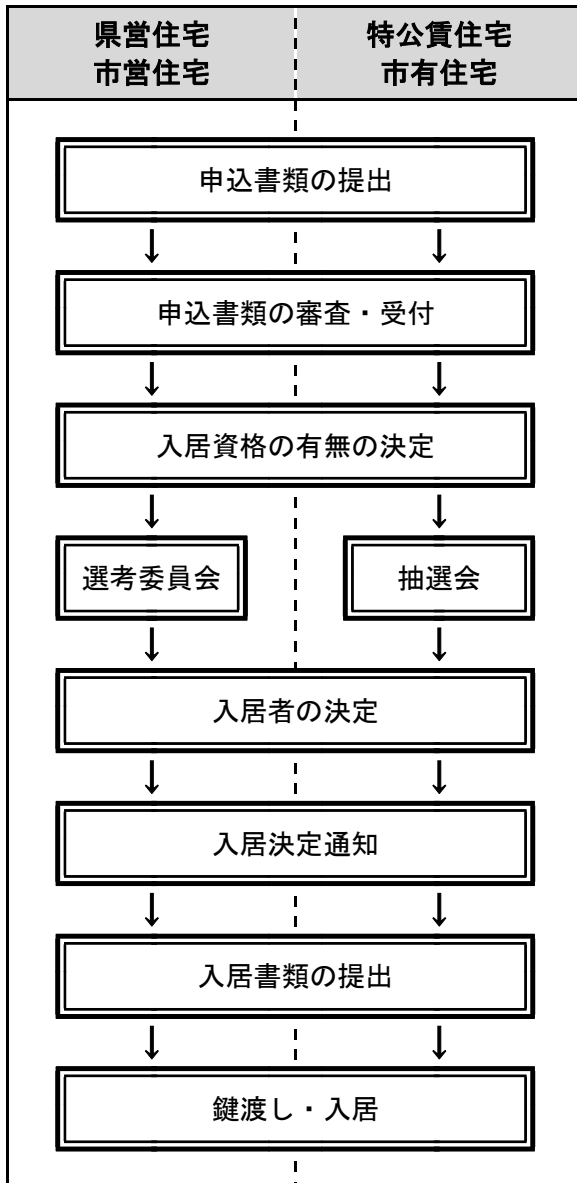 県営住宅
市営住宅
特公賃住宅
市有住宅
申込書類の提出
申込書類の審査・受付
入居資格の有無の決定
選考委員会
抽選会
入居者の決定
入居決定通知
入居書類の提出
鍵渡し・入居